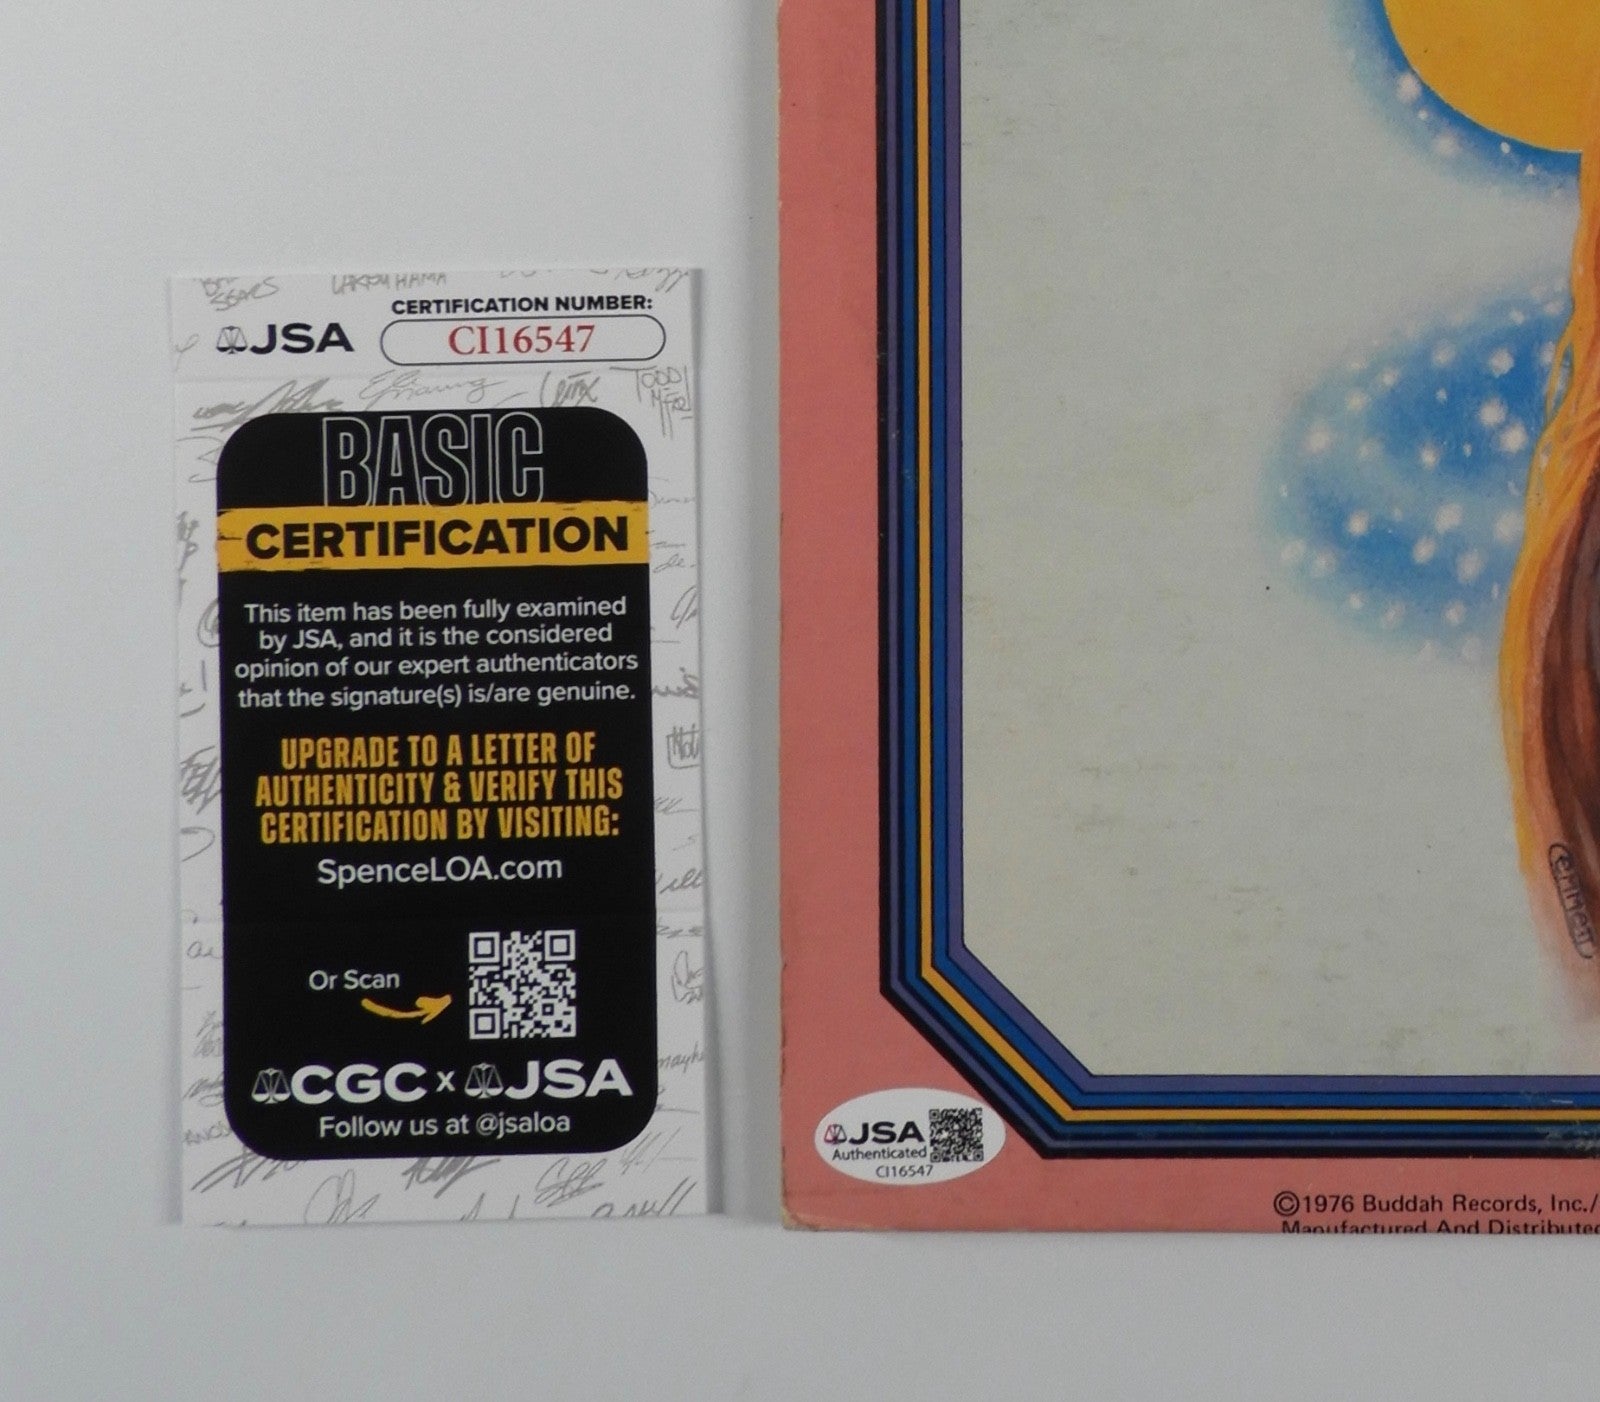 LARRY HAMA
CERTIFICATION NUMBER:
JSA
CI16547
TODD
BASIC
CERTIFICATION
This item has been fully examined
by JSA, and it is the considered
opinion of our expert authenticators
that the signature(s) is/are genuine.
UPGRADE TO A LETTER OF
AUTHENTICITY & VERIFY THIS
CERTIFICATION BY VISITING:
SpenceLOA.com
Or Scan
CGC x JSA
Follow us at @jsaloa
JSA
Authenticated
CI16547
©1976 Buddah Records, Inc./
Manufactured And Distributed